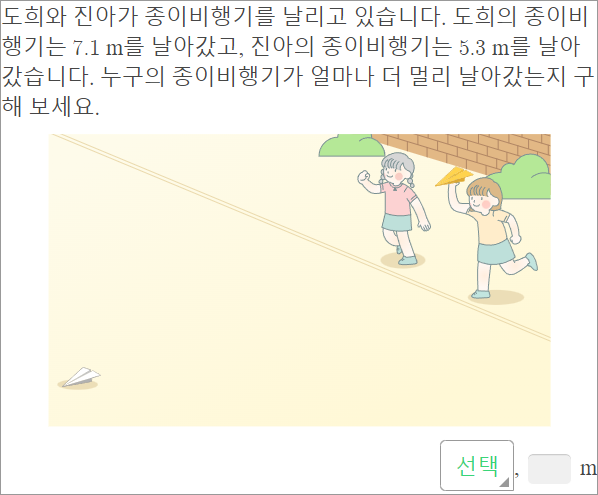 도희와 진아가 종이비행기를 날리고 있습니다. 도희의 종이비
행기는 7.1 m를 날아갔고, 진아의 종이비행기는 5.3 m를 날아
갔습니다. 누구의 종이비행기가 얼마나 더 멀리 날아갔는지 구
해 보세요.
선택 , m